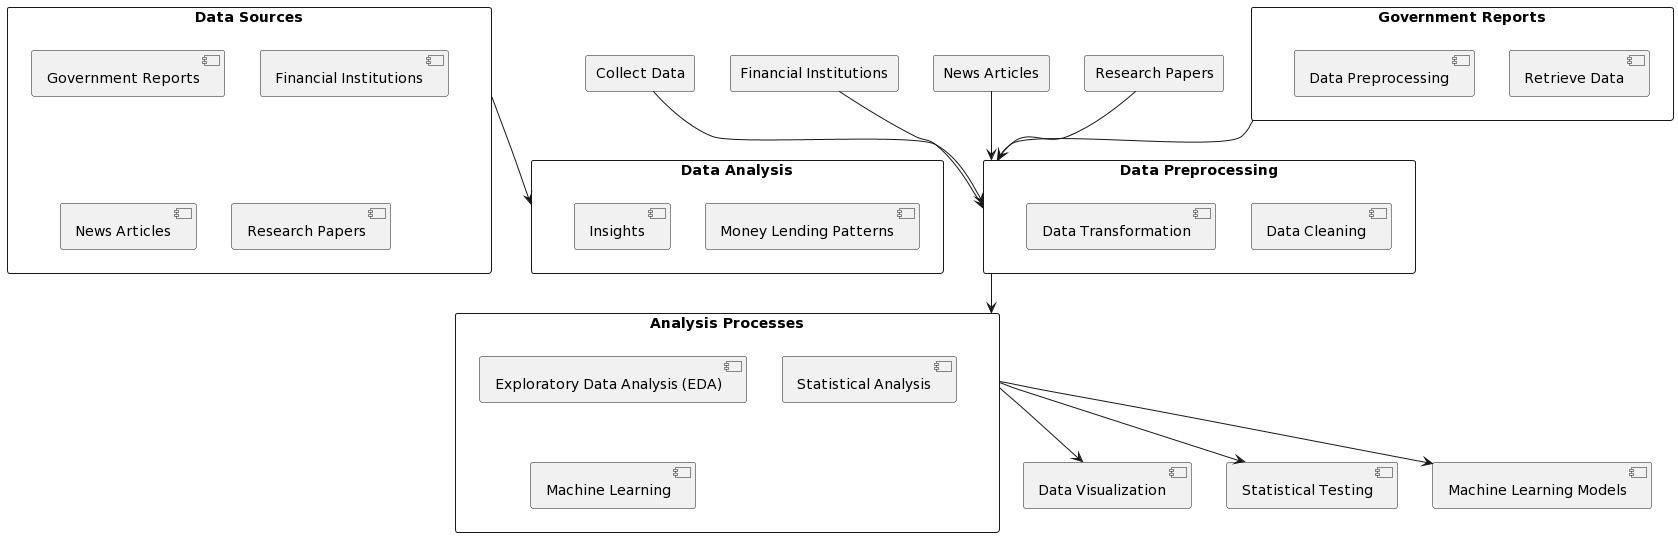 Data Sources
Government Reports
Financial Institutions
News Articles
Research Papers
Collect Data
Financial Institutions
News Articles
Research Papers
Government Reports
Data Preprocessing
Retrieve Data
Data Analysis
Insights
Money Lending Patterns
Data Preprocessing
Data Transformation
Data Cleaning
Analysis Processes
Exploratory Data Analysis (EDA)
Statistical Analysis
Machine Learning
Data Visualization
Statistical Testing
Machine Learning Models